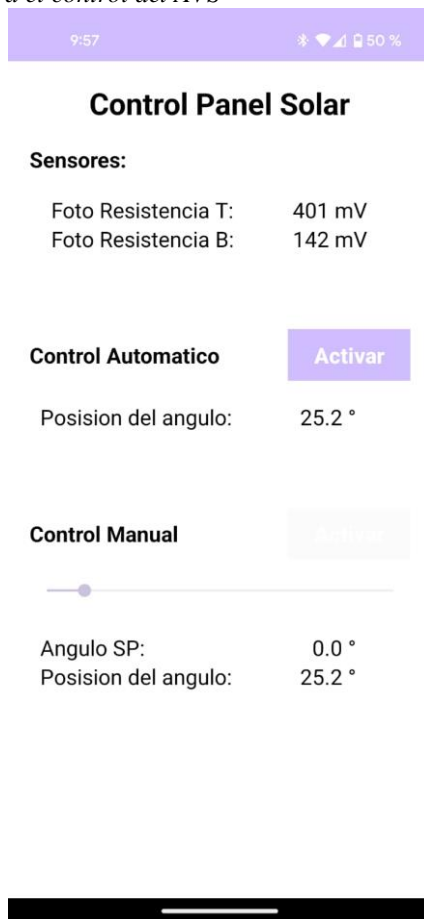 9:57 50 %
Control Panel Solar
Sensores:
Foto Resistencia T: 401 mV
Foto Resistencia B: 142 mV
Control Automatico Activar
Posision del angulo: 25.2 °
Control Manual Activar
Angulo SP: 0.0 °
Posision del angulo: 25.2 °